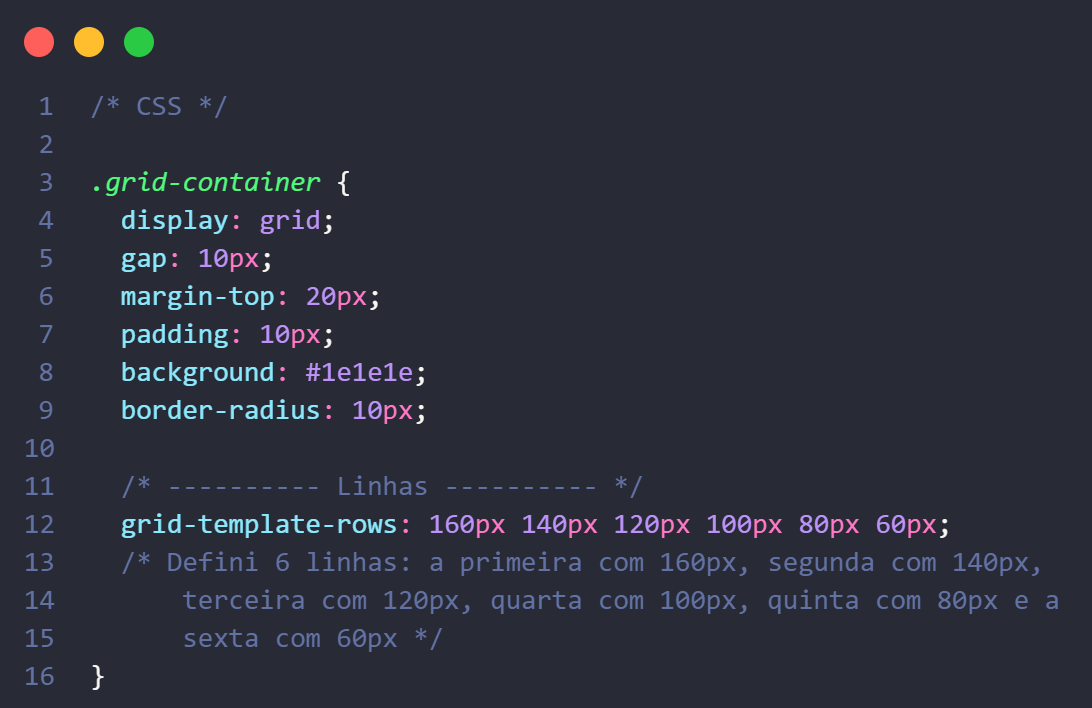 1 /* CSS */
2
3 .grid-container {
4 display: grid;
5 gap: 10px;
6 margin-top: 20px;
7 padding: 10px;
8 background: #1e1e1e;
9 border-radius: 10px;
10
11 /* ---------- Linhas ---------- */
12 grid-template-rows: 160px 140px 120px 100px 80px 60px;
13 /* Defini 6 linhas: a primeira com 160px, segunda com 140px,
14 terceira com 120px, quarta com 100px, quinta com 80px e a
15 sexta com 60px */
16 }